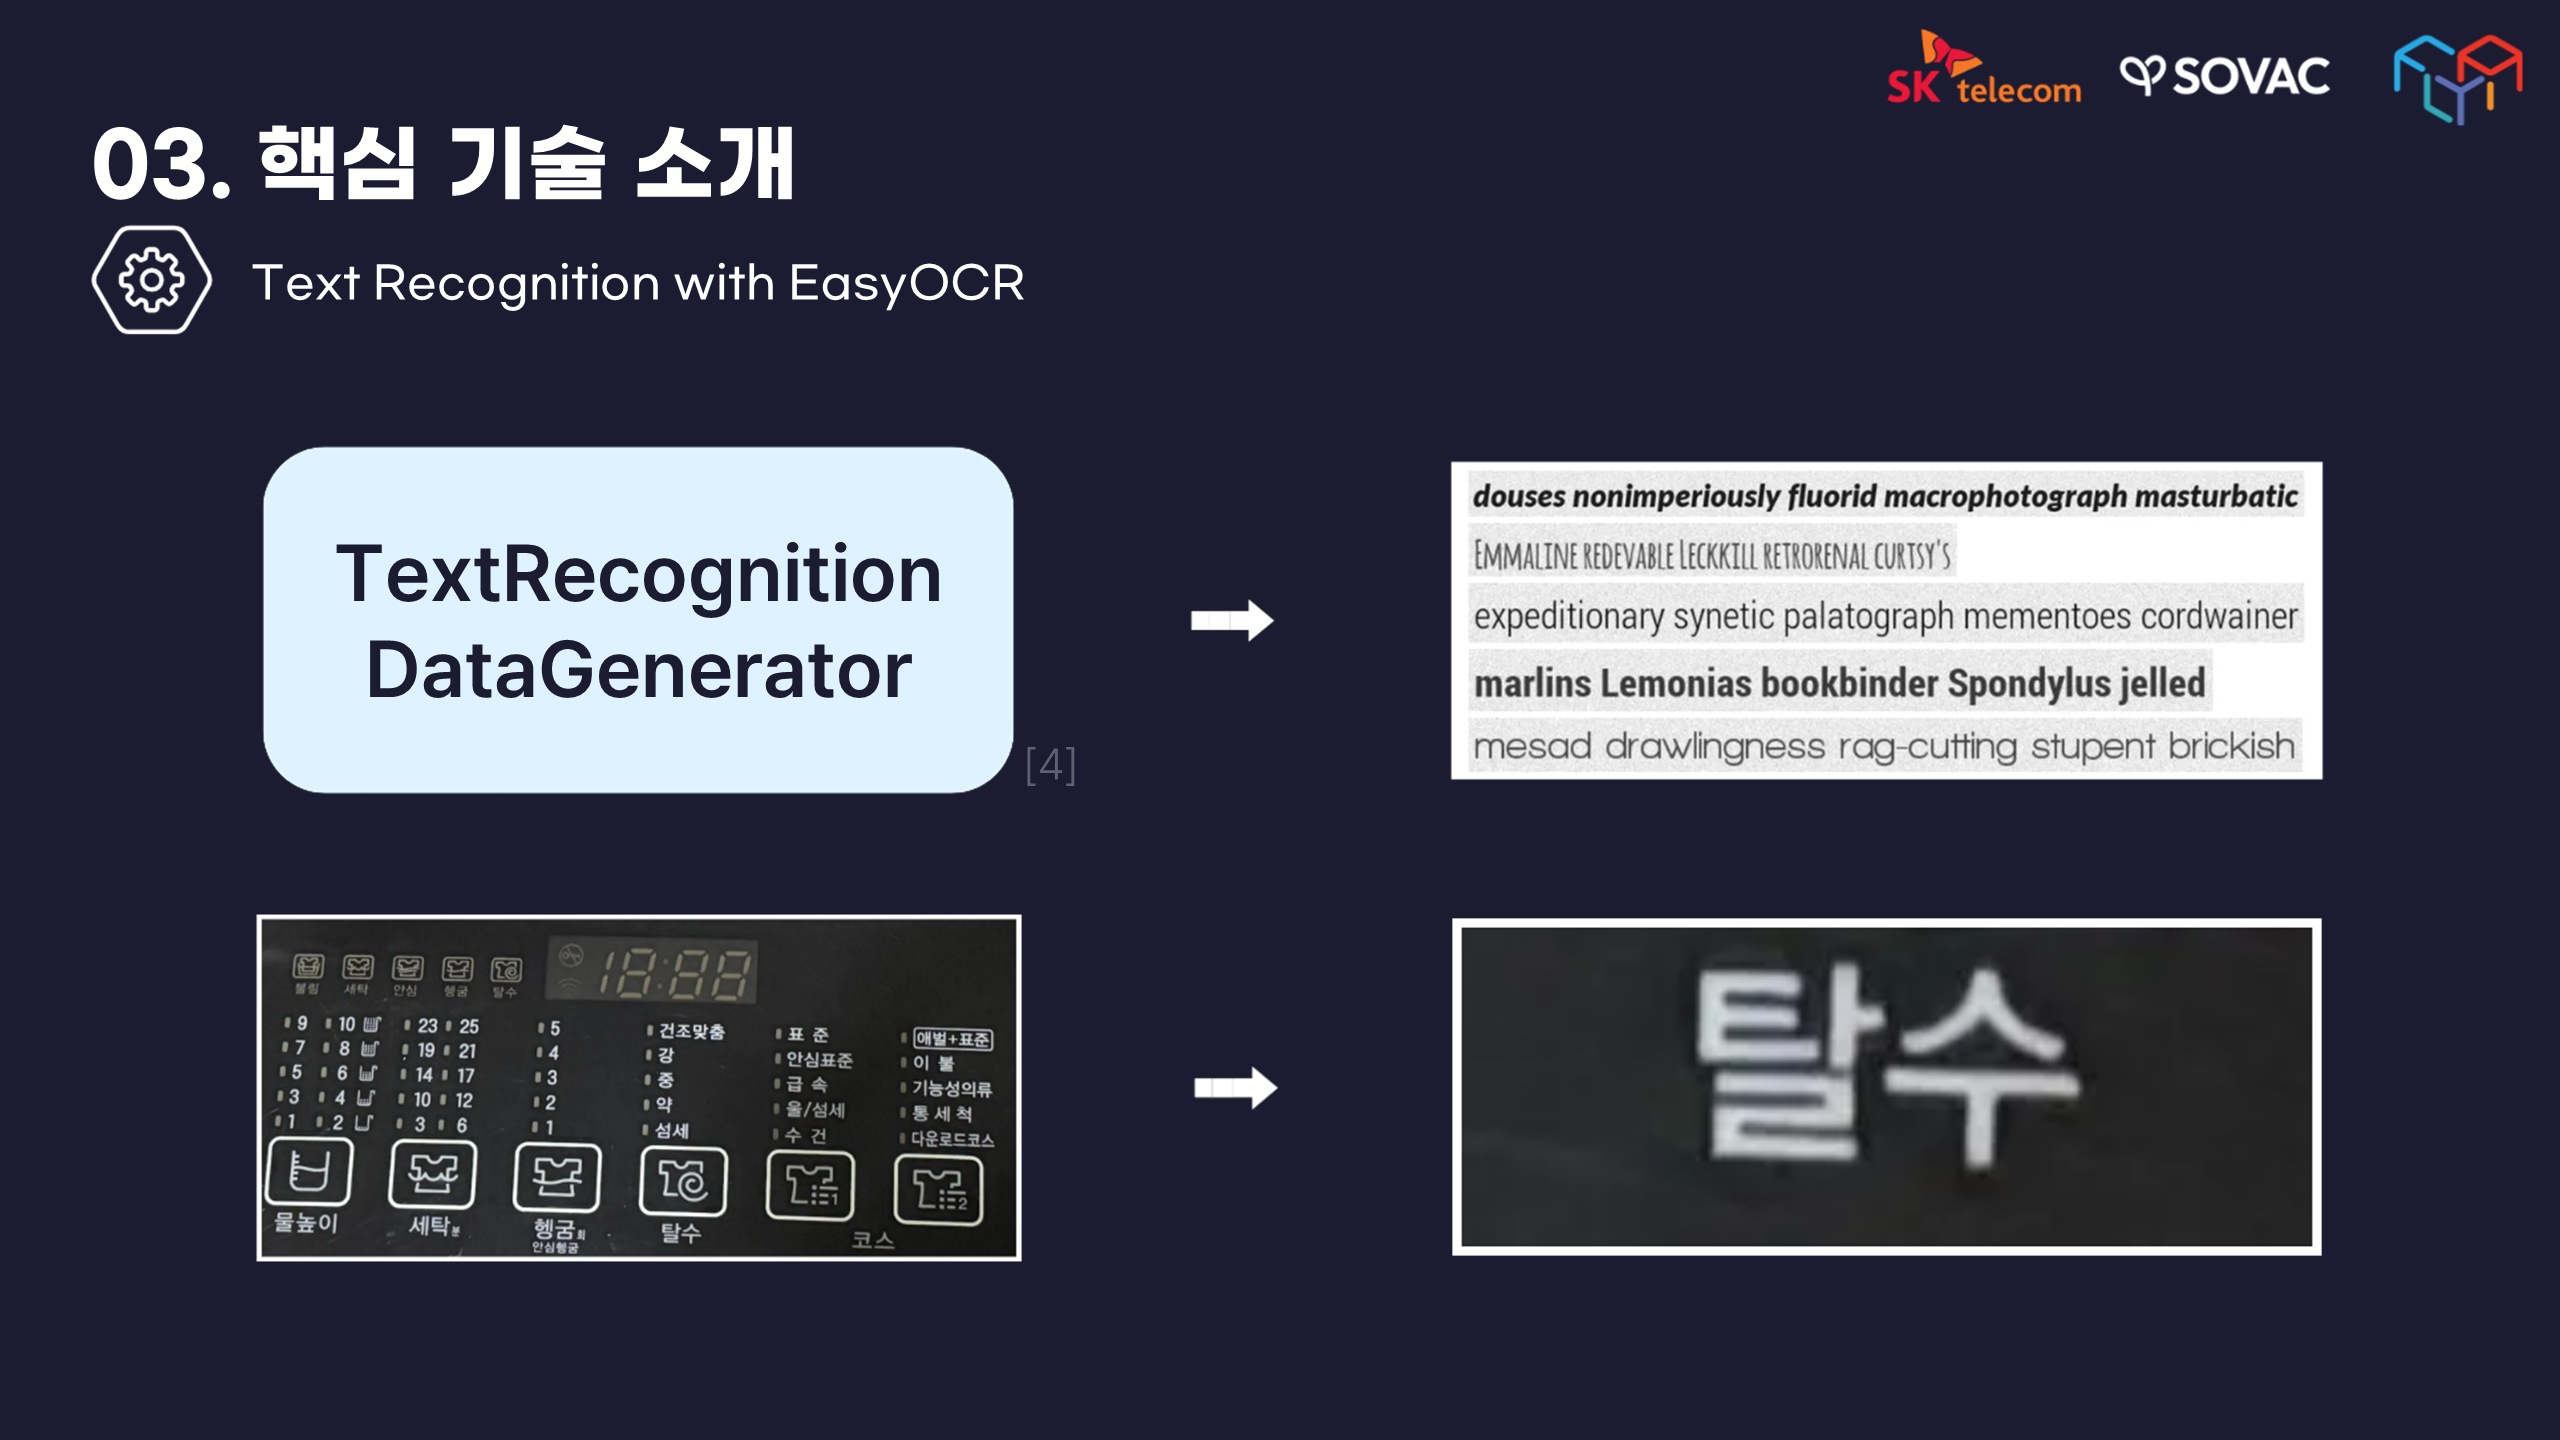 SK telecom
SOVAC
03. 핵심 기술 소개
Text Recognition with EasyOCR
TextRecognition
DataGenerator
[4]
douses nonimperiously fluorid macrophotograph masturbatic
EMMALINE REDEVABLE LECKKILL RETRORENAL CURTSY'S
expeditionary synetic palatograph mementoes cordwainer
marlins Lemonias bookbinder Spondylus jelled
mesad drawlingness rag-cutting stupent brickish
18:88
불림 세탁 안심 헹굼 탈수
9 10 23 25 5 건조맞춤 표 준 애벌+표준
7 8 19 21 4 강 안심표준 이 불
5 6 14 17 3 중 급 속 기능성의류
3 4 10 12 2 약 울/섬세 통 세 척
1 2 3 6 1 섬세 수 건 다운로드코스
1 2
물높이 세탁분 헹굼회 탈수 코스
안심헹굼
탈수